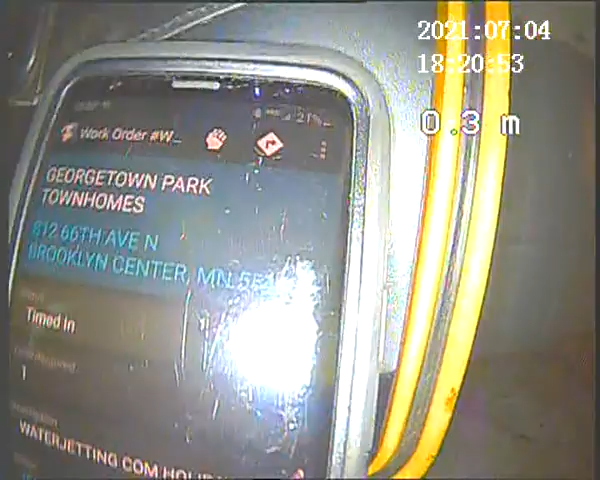 2021:07:04
18:20:53
0.3 m
21%
Work Order #W...
GEORGETOWN PARK
TOWNHOMES
812 66TH AVE N
BROOKLYN CENTER, MN
Timed In
1
WATERJETTING COM